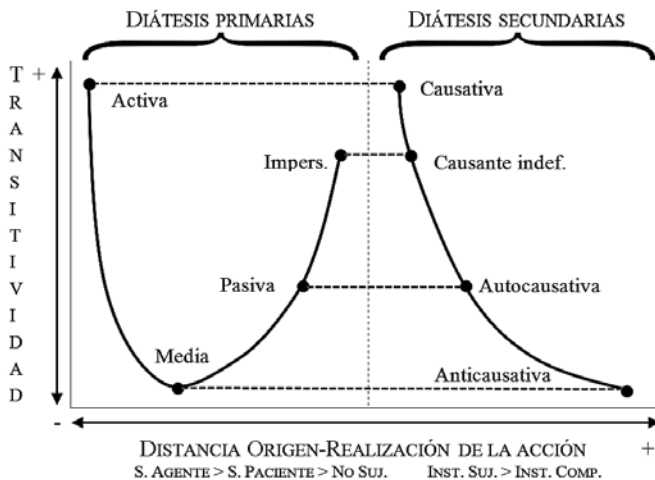 DIÁTESIS PRIMARIAS
DIÁTESIS SECUNDARIAS
TRANSITIVIDAD
+
-
Activa
Causativa
Impers.
Causante indef.
Pasiva
Autocausativa
Media
Anticausativa
DISTANCIA ORIGEN-REALIZACIÓN DE LA ACCIÓN +
S. AGENTE > S. PACIENTE > NO SUJ. INST. SUJ. > INST. COMP.